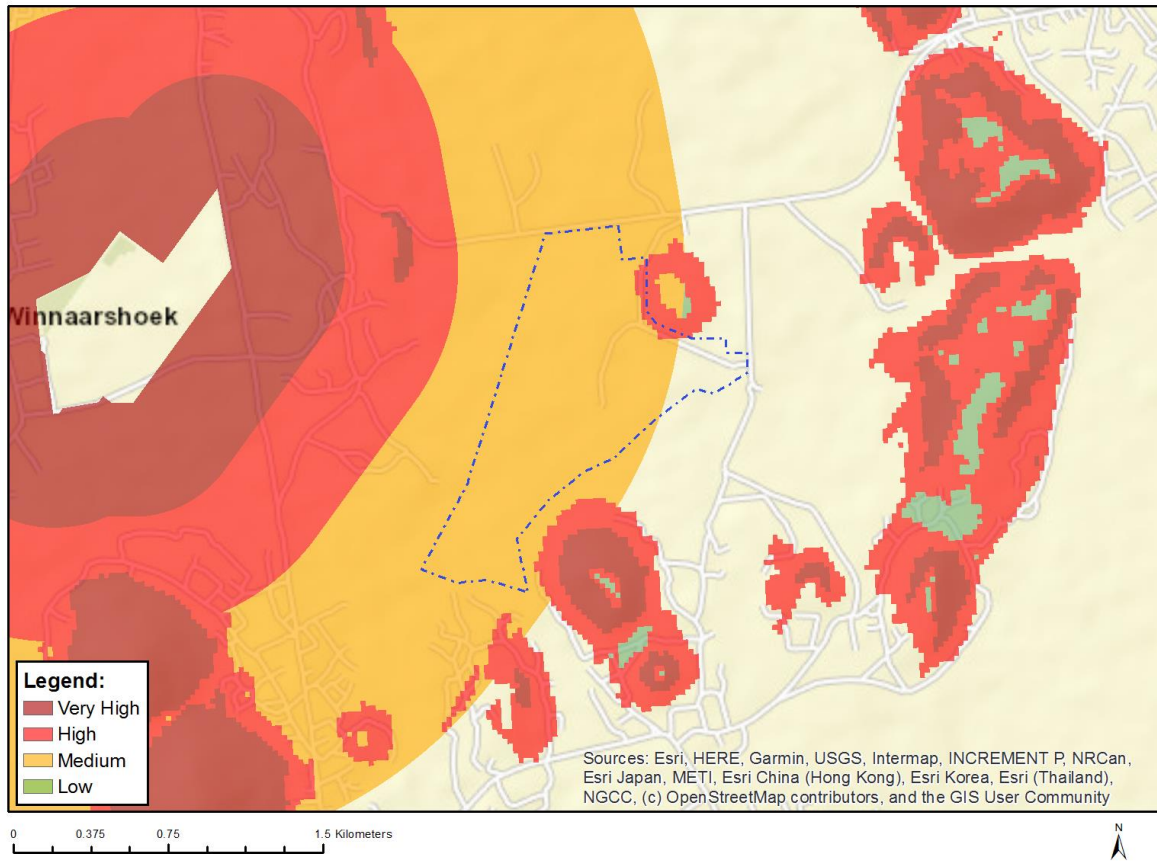 Winnaarshoek
Legend:
Very High
High
Medium
Low
Sources: Esri, HERE, Garmin, USGS, Intermap, INCREMENT P, NRCan,
Esri Japan, METI, Esri China (Hong Kong), Esri Korea, Esri (Thailand),
NGCC, (c) OpenStreetMap contributors, and the GIS User Community
0 0.375 0.75 1.5 Kilometers
N